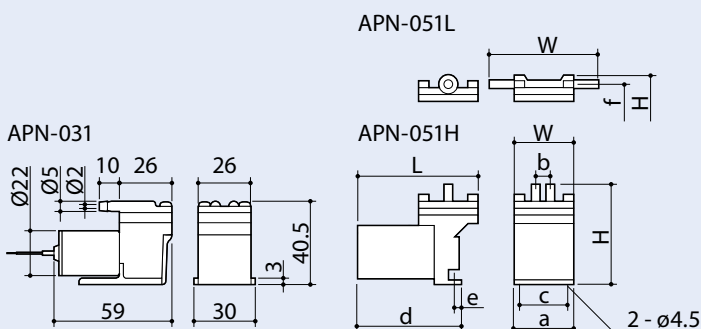 APN-051L
W
f
H
APN-031
10
26
26
Ø22
Ø5
Ø2
40.5
3
59
30
APN-051H
L
W
b
H
e
d
c
a
2 - ø4.5